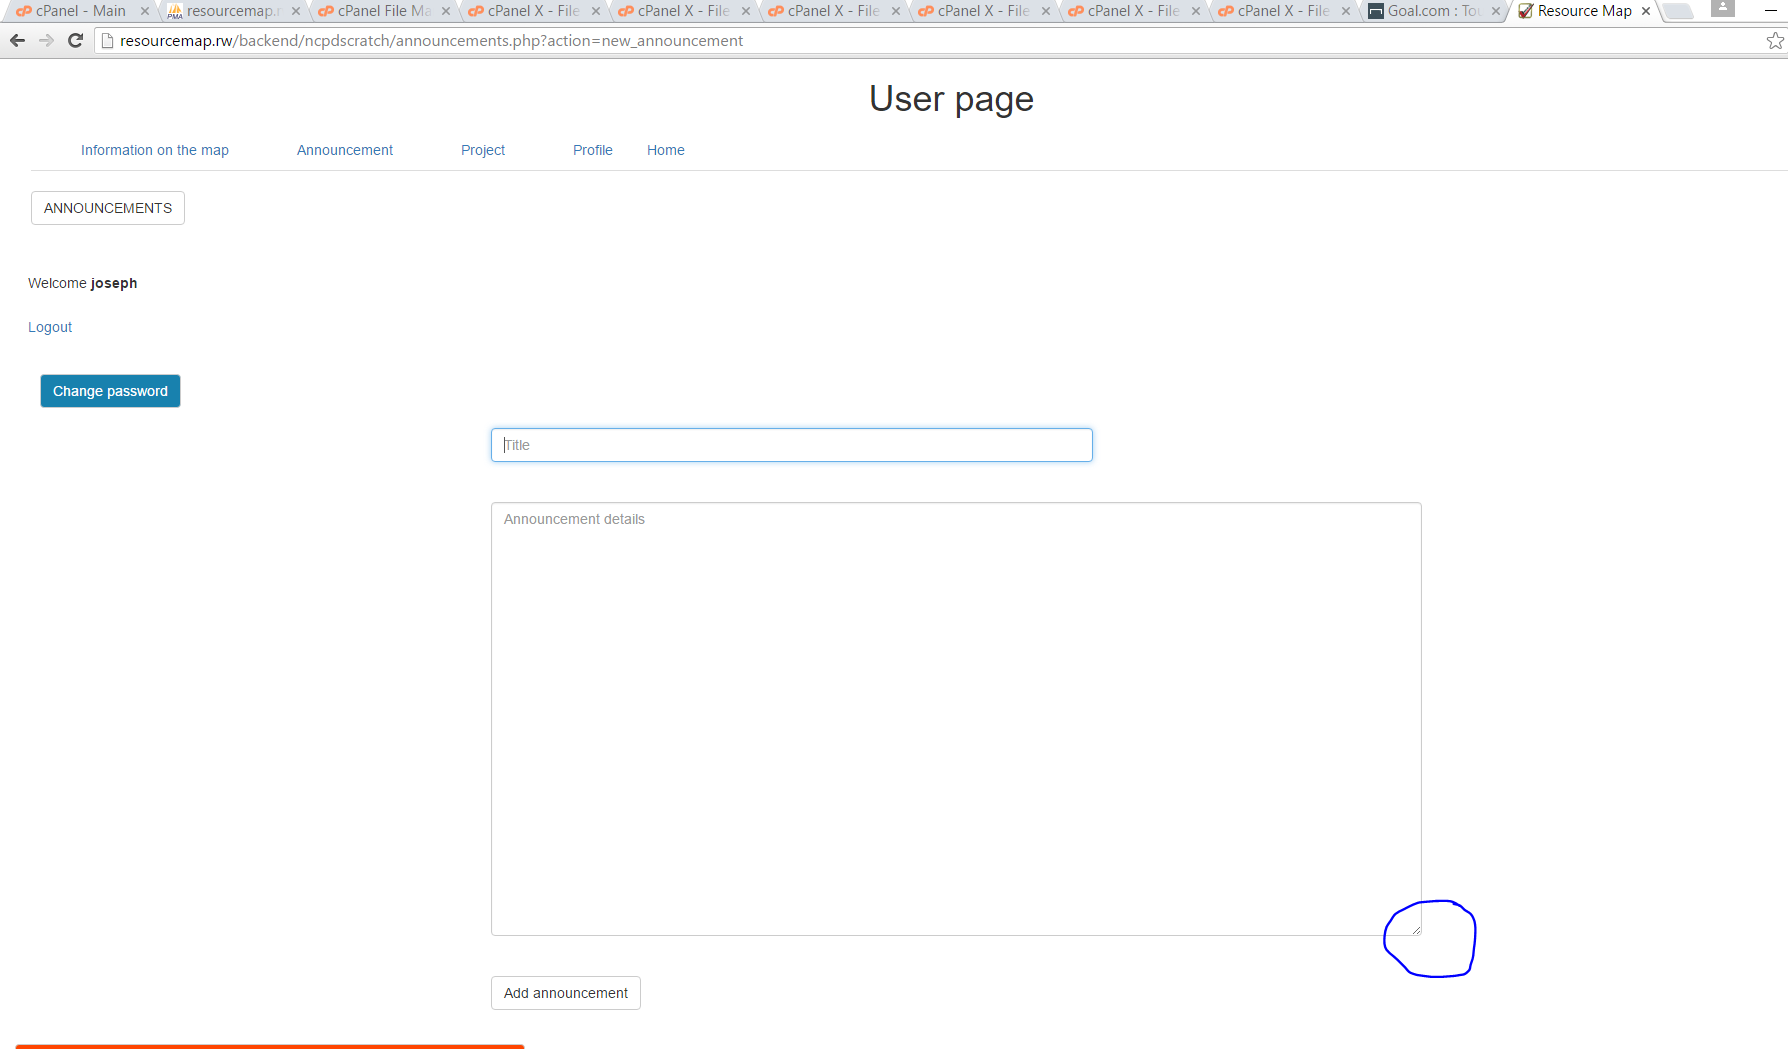 cPanel - Main resourcemap.r cPanel File Ma cPanel X - File cPanel X - File cPanel X - File cPanel X - File cPanel X - File cPanel X - File Goal.com : Tou Resource Map
resourcemap.rw/backend/ncpdscratch/announcements.php?action=new_announcement
User page
Information on the map Announcement Project Profile Home
ANNOUNCEMENTS
Welcome joseph
Logout
Change password
Title
Announcement details
Add announcement